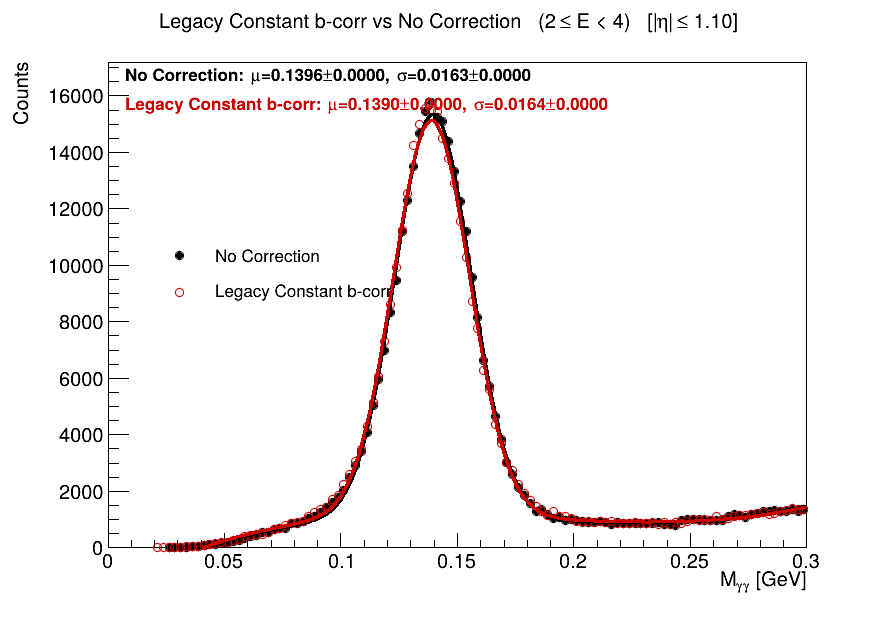 Legacy Constant b-corr vs No Correction (2 ≤ E < 4) [|η| ≤ 1.10]
Counts
No Correction: μ=0.1396±0.0000, σ=0.0163±0.0000
Legacy Constant b-corr: μ=0.1390±0.0000, σ=0.0164±0.0000
16000
14000
12000
10000
8000
6000
4000
2000
0
No Correction
Legacy Constant b-corr
0 0.05 0.1 0.15 0.2 0.25 0.3
Mγγ [GeV]